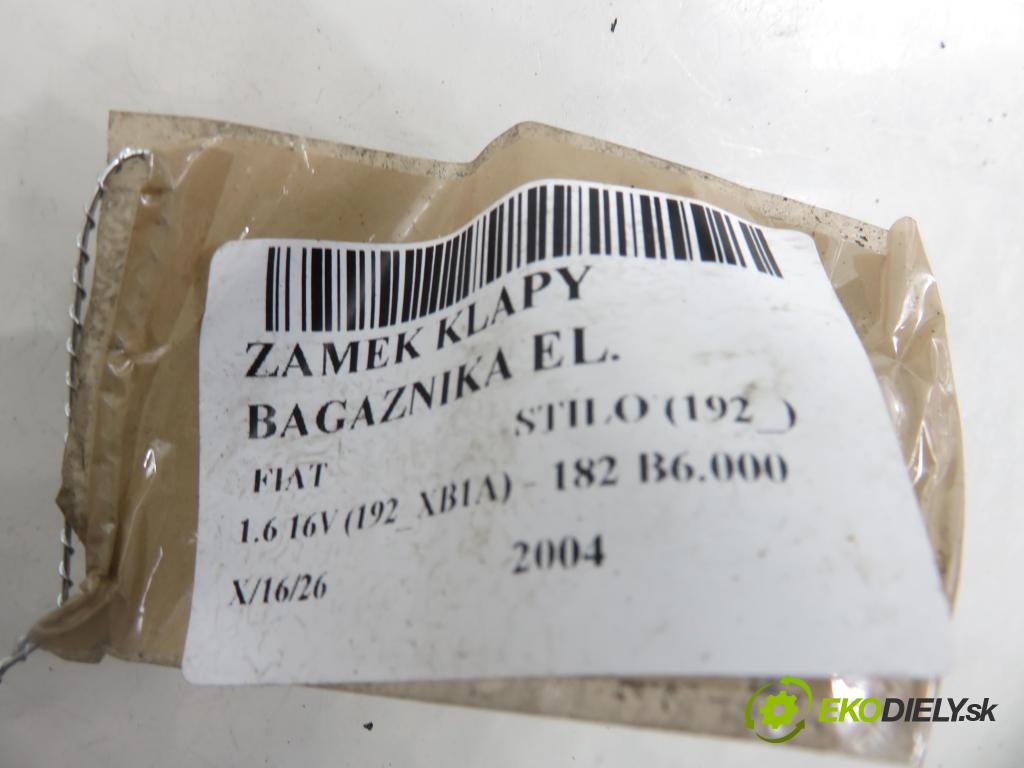 ZAMEK KLAPY
BAGAZNIKA EL.
FIAT STILO (192_)
1.6 16V (192_XB1A) - 182 B6.000
X/16/26 2004
EKODIELY.sk